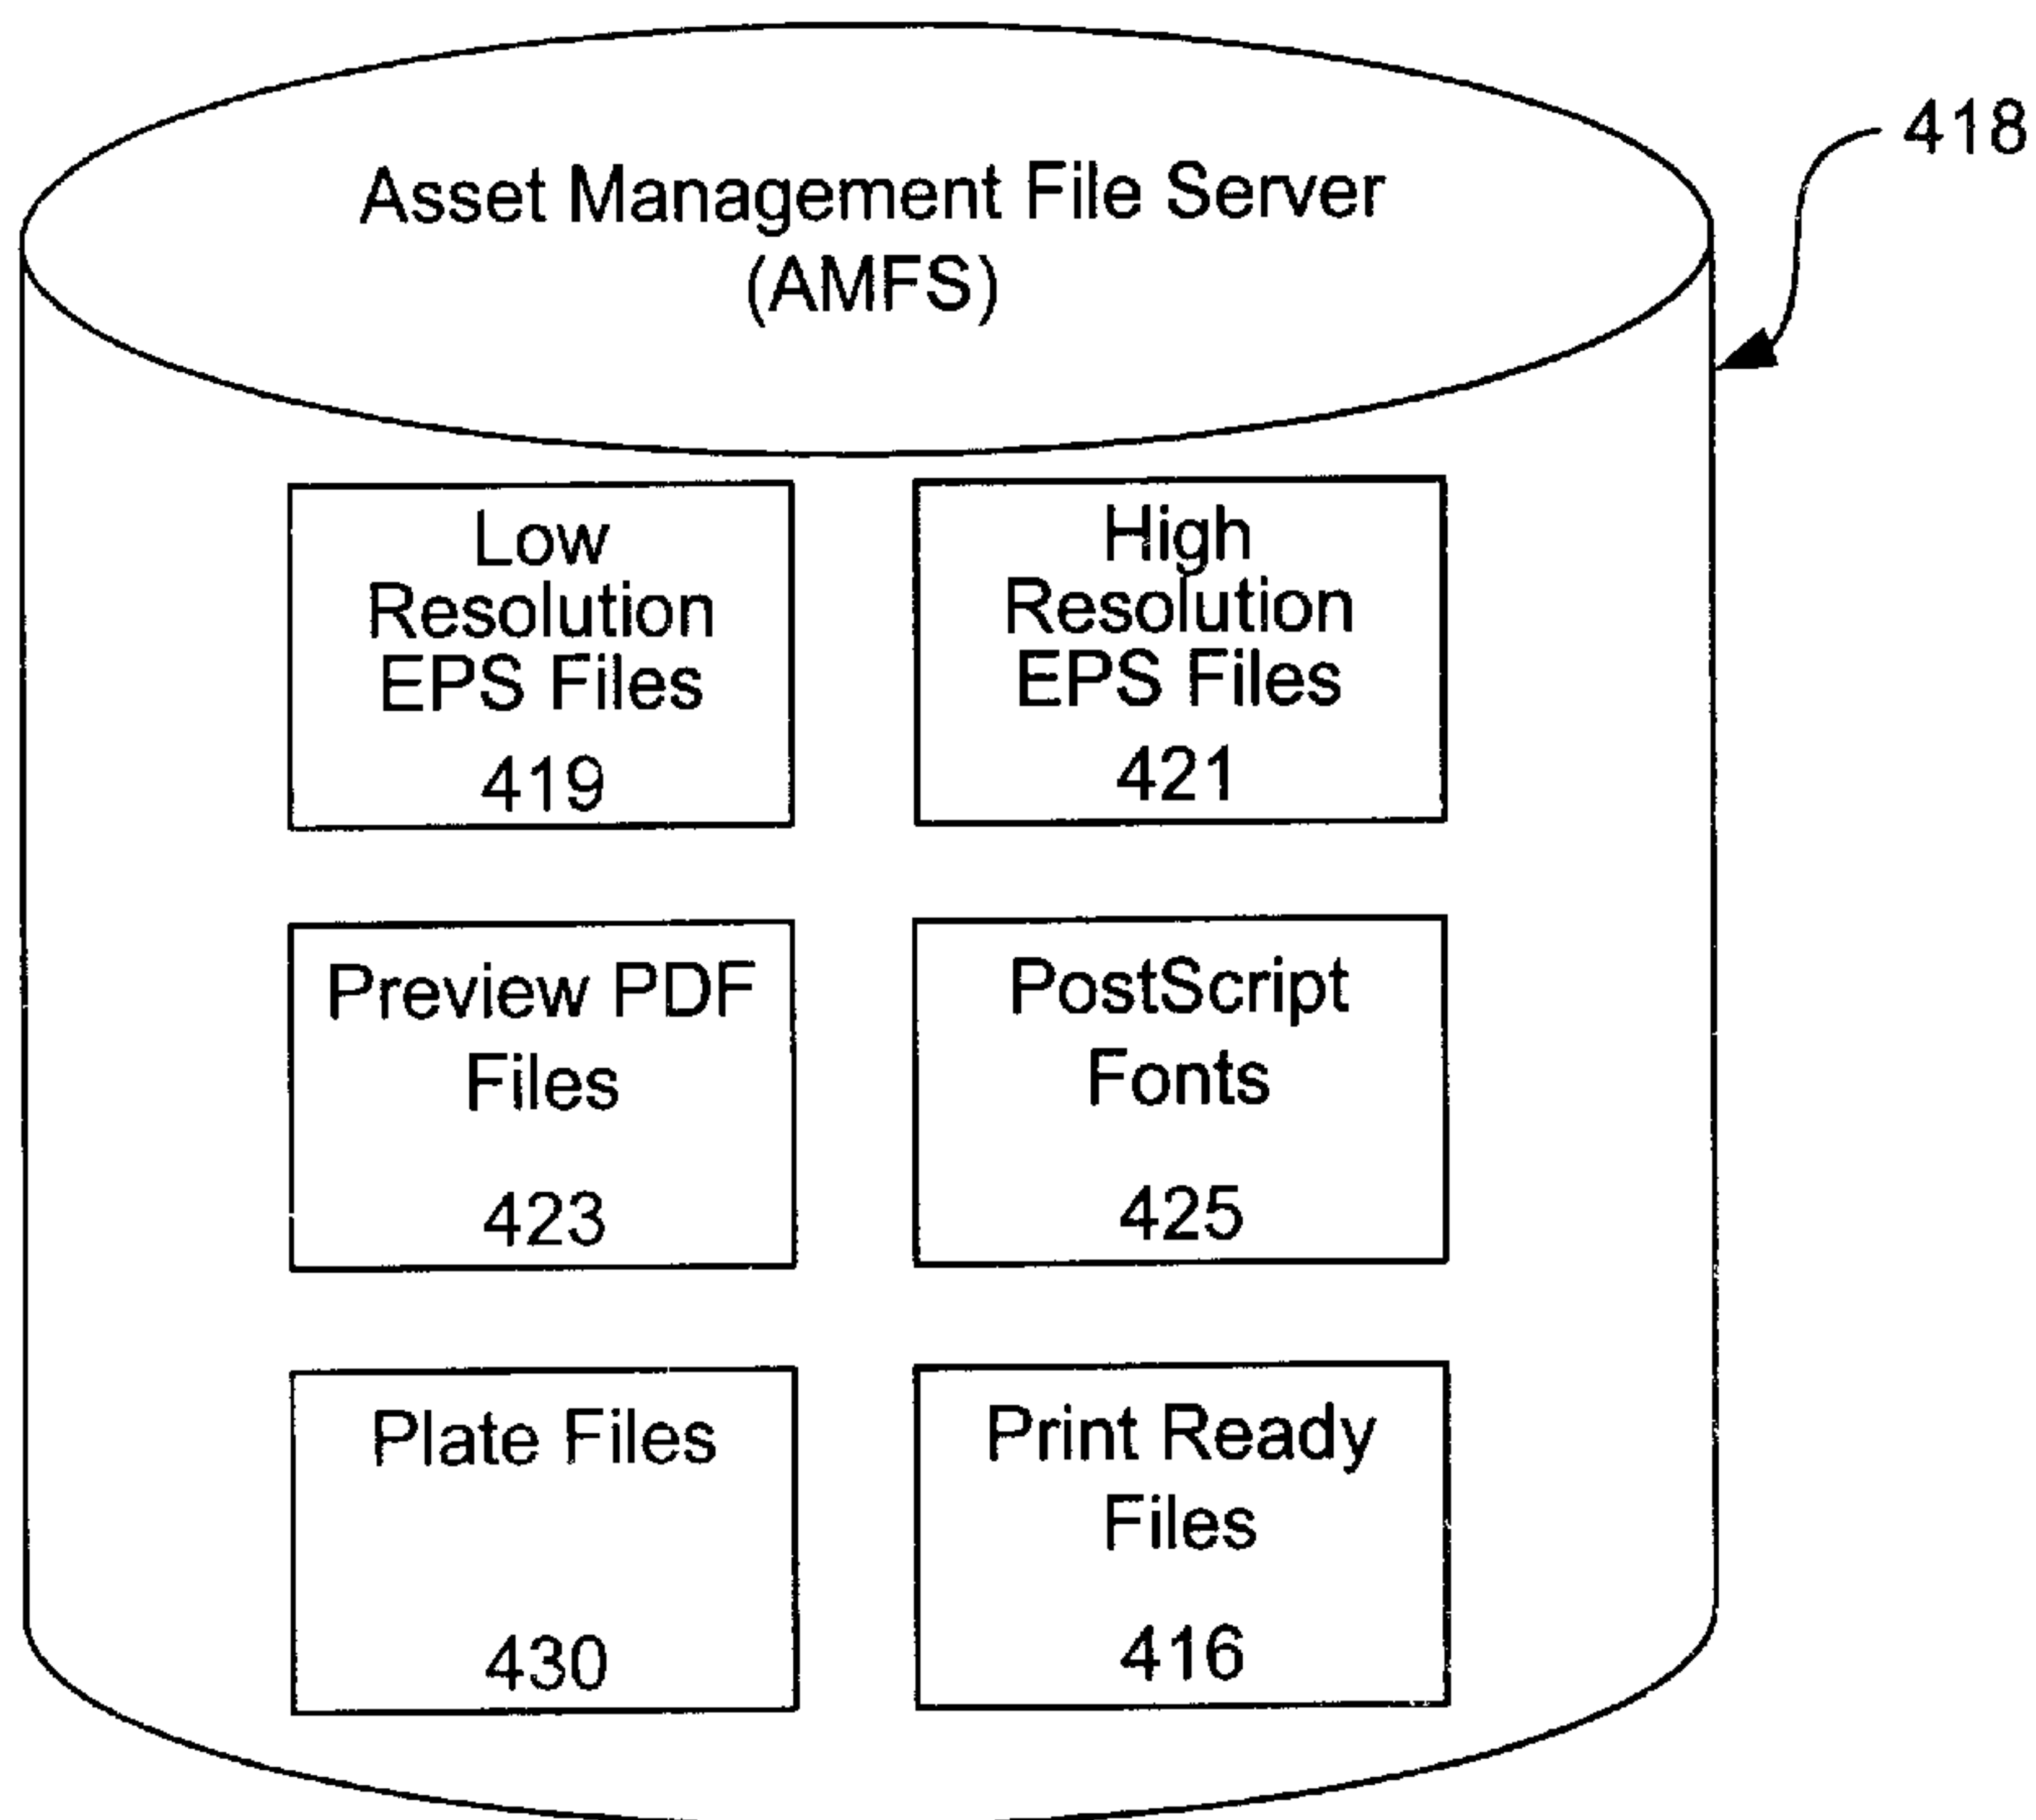 Asset Management File Server
(AMFS)
418
Low
Resolution
EPS Files
419
High
Resolution
EPS Files
421
Preview PDF
Files
423
PostScript
Fonts
425
Plate Files
430
Print Ready
Files
416